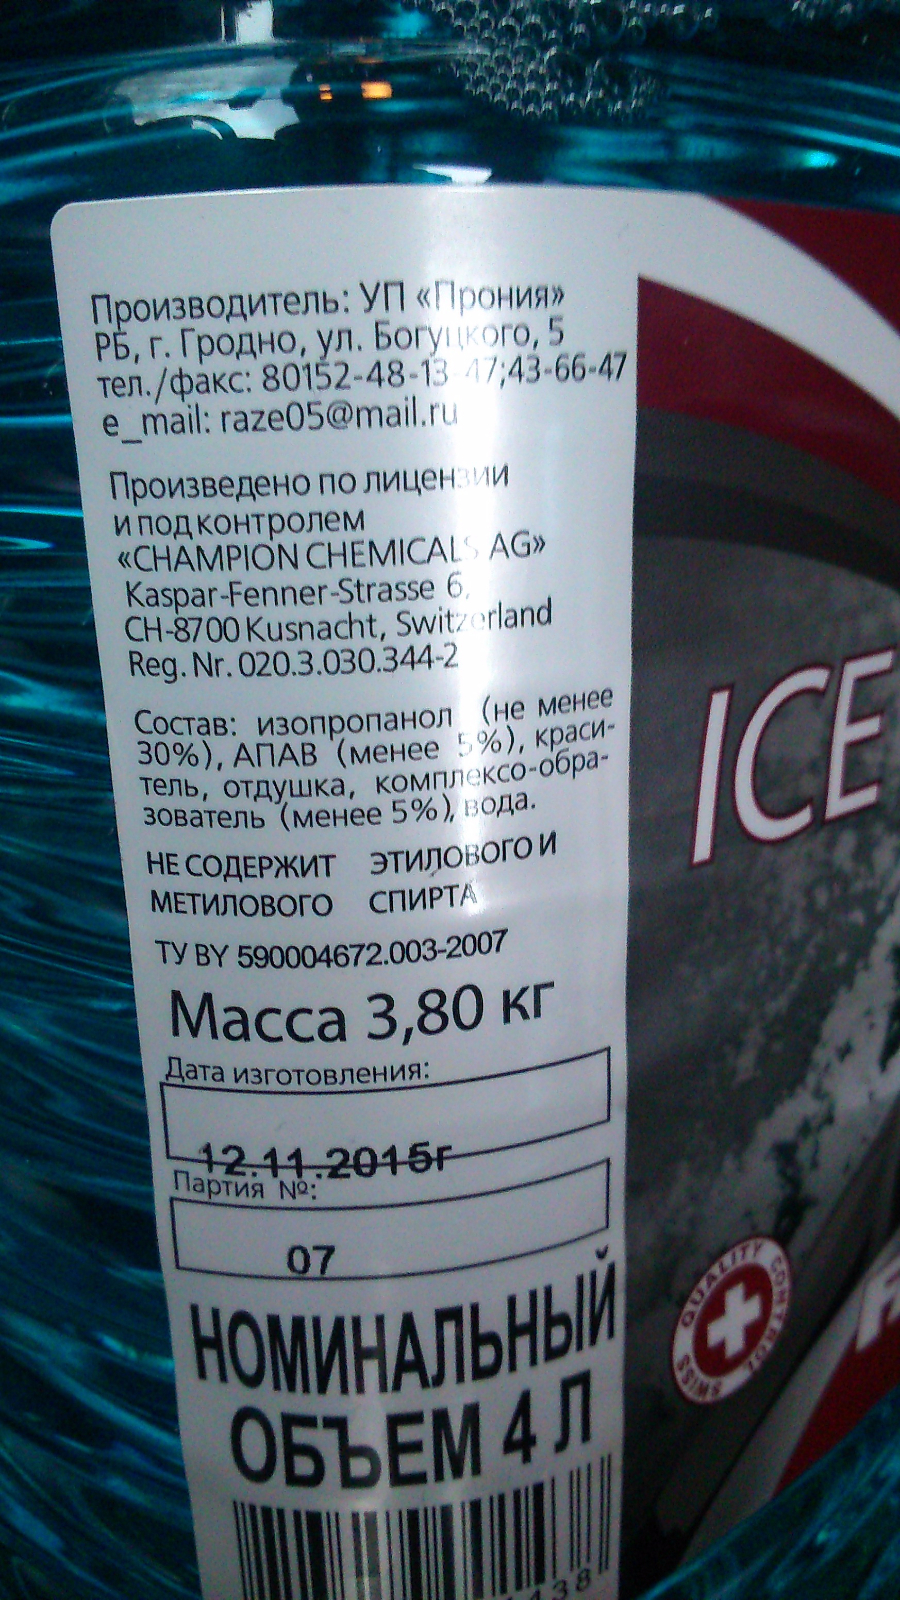 Производитель: УП «Прония»
РБ, г. Гродно, ул. Богуцкого, 5
тел./факс: 80152-48-13-47;43-66-47
e_mail: raze05@mail.ru
Произведено по лицензии
и под контролем
«CHAMPION CHEMICALS AG»
Kaspar-Fenner-Strasse 6,
CH-8700 Kusnacht, Switzerland
Reg. Nr. 020.3.030.344-2
Состав: изопропанол (не менее
30%), АПАВ (менее 5%), краси-
тель, отдушка, комплексо-обра-
зователь (менее 5%), вода.
НЕ СОДЕРЖИТ ЭТИЛОВОГО И
МЕТИЛОВОГО СПИРТА
ТУ BY 590004672.003-2007
Масса 3,80 кг
Дата изготовления:
12.11.2015г
Партия №:
07
НОМИНАЛЬНЫЙ
ОБЪЕМ 4 Л
ICE
SWISS QUALITY CONTROL